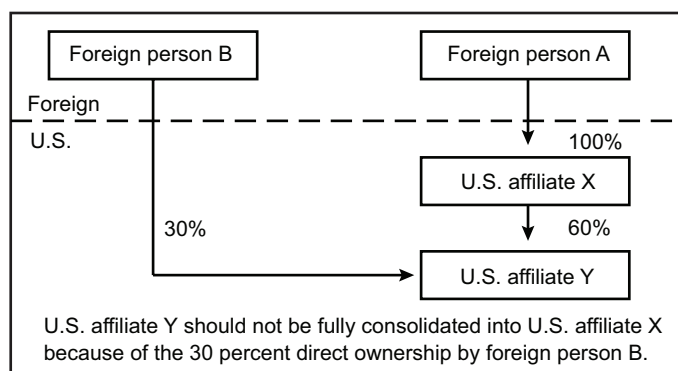 Foreign person B
Foreign person A
Foreign
U.S.
100%
U.S. affiliate X
30%
60%
U.S. affiliate Y
U.S. affiliate Y should not be fully consolidated into U.S. affiliate X
because of the 30 percent direct ownership by foreign person B.